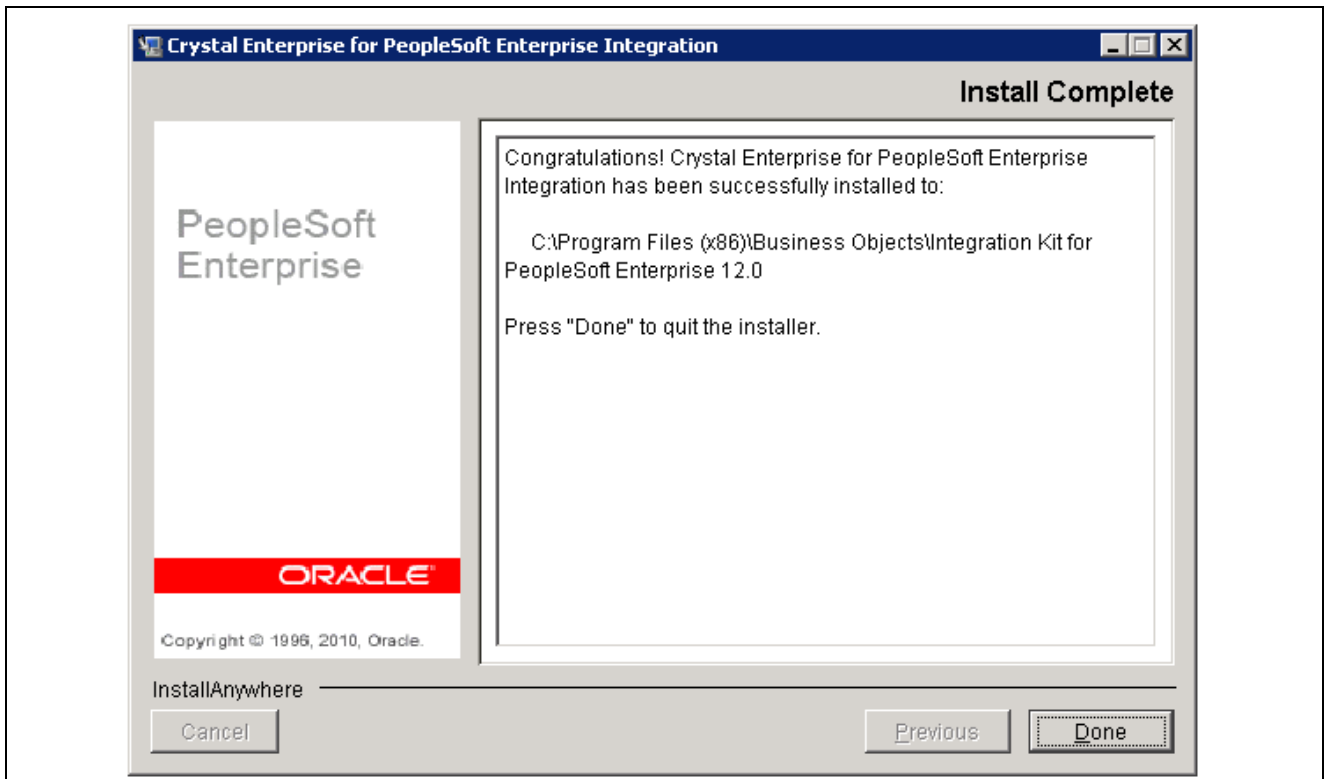 Crystal Enterprise for PeopleSoft Enterprise Integration
Install Complete
PeopleSoft
Enterprise
ORACLE
Copyright © 1996, 2010, Oracle.
Congratulations! Crystal Enterprise for PeopleSoft Enterprise
Integration has been successfully installed to:
C:\Program Files (x86)\Business Objects\Integration Kit for
PeopleSoft Enterprise 12.0
Press "Done" to quit the installer.
InstallAnywhere
Cancel
Previous
Done